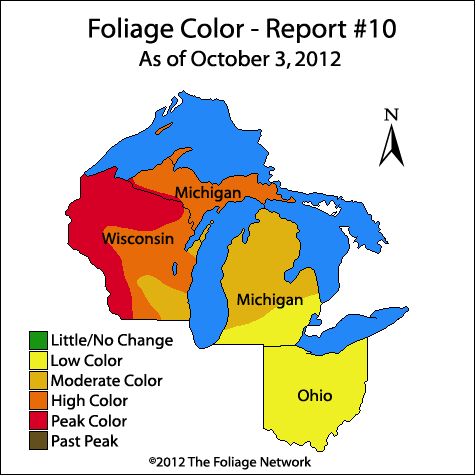 Foliage Color - Report #10
As of October 3, 2012
N
Michigan
Wisconsin
Michigan
Little/No Change
Low Color
Moderate Color
High Color
Peak Color
Past Peak
Ohio
©2012 The Foliage Network